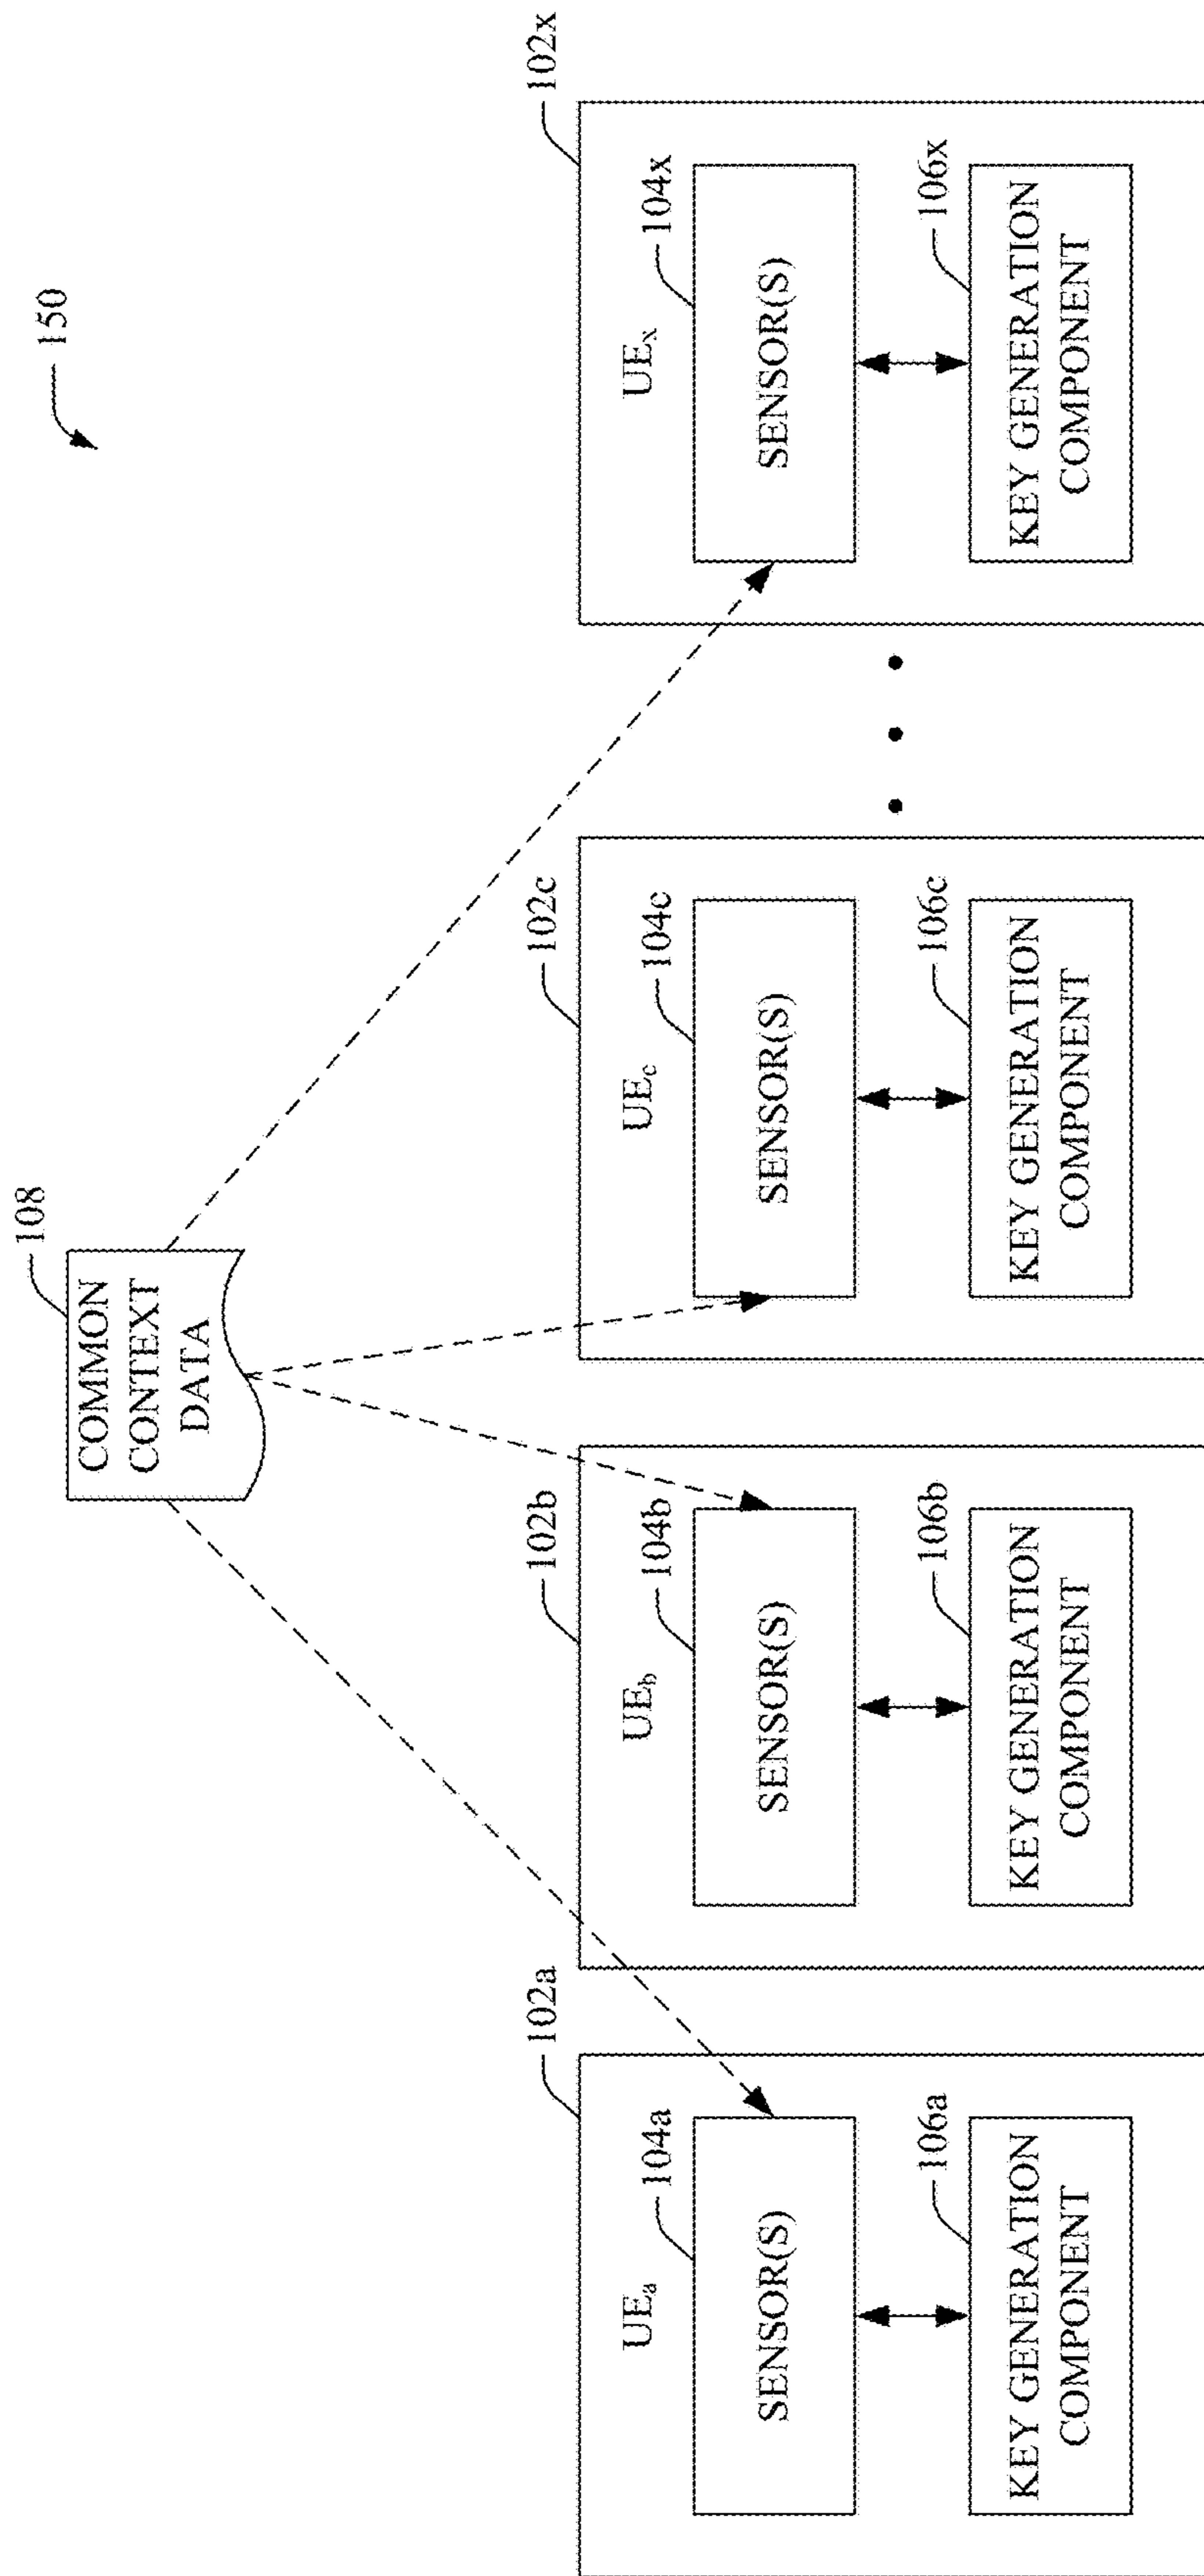 150
108
COMMON
CONTEXT
DATA
102a
UEa
104a
SENSOR(S)
106a
KEY GENERATION
COMPONENT
102b
UEb
104b
SENSOR(S)
106b
KEY GENERATION
COMPONENT
102c
UEc
104c
SENSOR(S)
106c
KEY GENERATION
COMPONENT
102x
UEx
104x
SENSOR(S)
106x
KEY GENERATION
COMPONENT